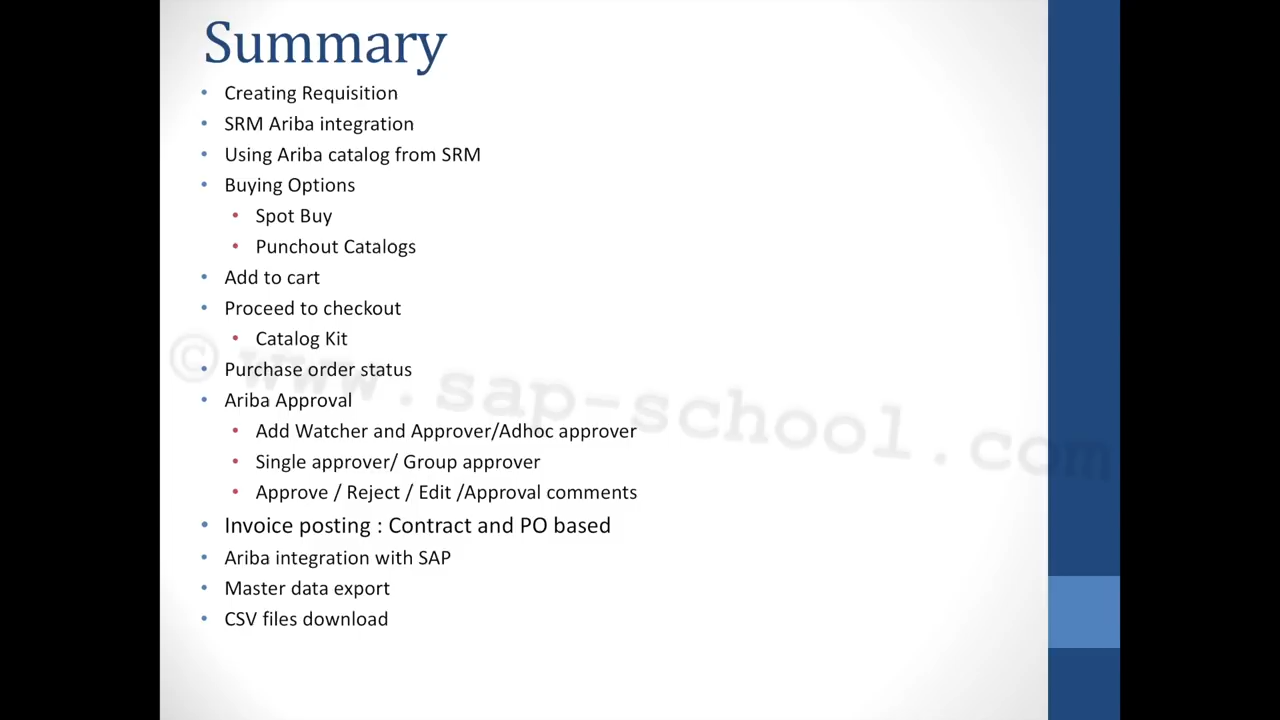 Summary
• Creating Requisition
• SRM Ariba integration
• Using Ariba catalog from SRM
• Buying Options
• Spot Buy
• Punchout Catalogs
• Add to cart
• Proceed to checkout
• Catalog Kit
• Purchase order status
• Ariba Approval
• Add Watcher and Approver/Adhoc approver
• Single approver/ Group approver
• Approve / Reject / Edit /Approval comments
• Invoice posting : Contract and PO based
• Ariba integration with SAP
• Master data export
• CSV files download
© www.sap-school.com